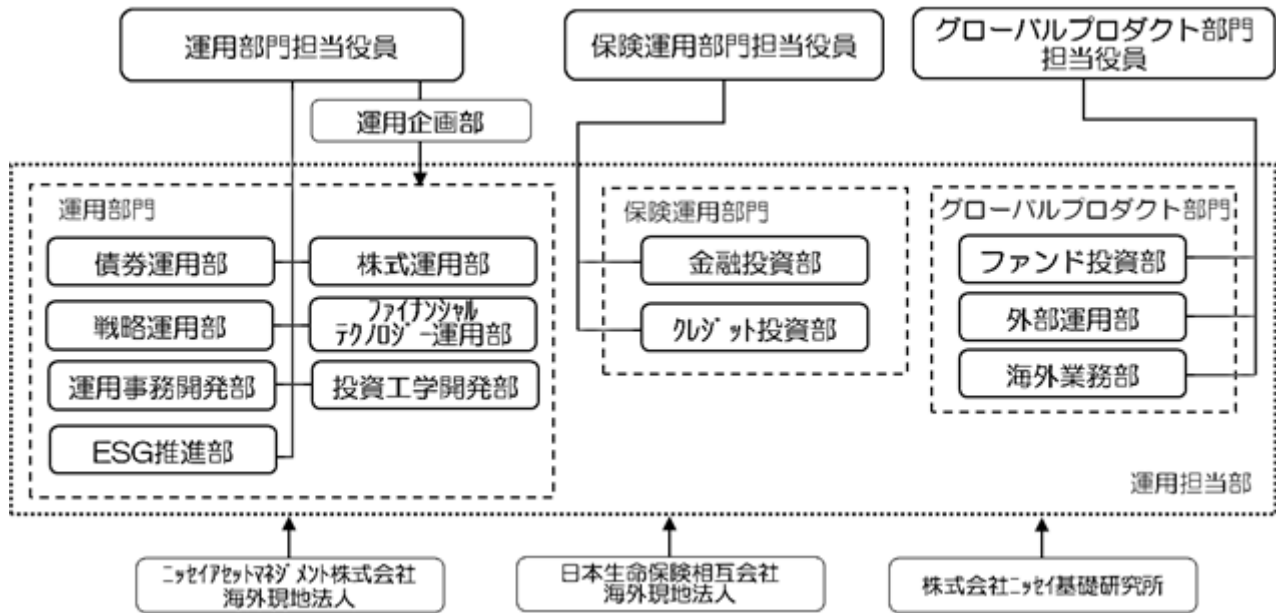 運用部門担当役員
保険運用部門担当役員
グローバルプロダクト部門
担当役員
運用企画部
運用部門
債券運用部
株式運用部
戦略運用部
ファイナンシャル
テクノロジー運用部
運用事務開発部
投資工学開発部
ESG推進部
保険運用部門
金融投資部
クレジット投資部
グローバルプロダクト部門
ファンド投資部
外部運用部
海外業務部
運用担当部
ニッセイアセットマネジメント株式会社
海外現地法人
日本生命保険相互会社
海外現地法人
株式会社ニッセイ基礎研究所